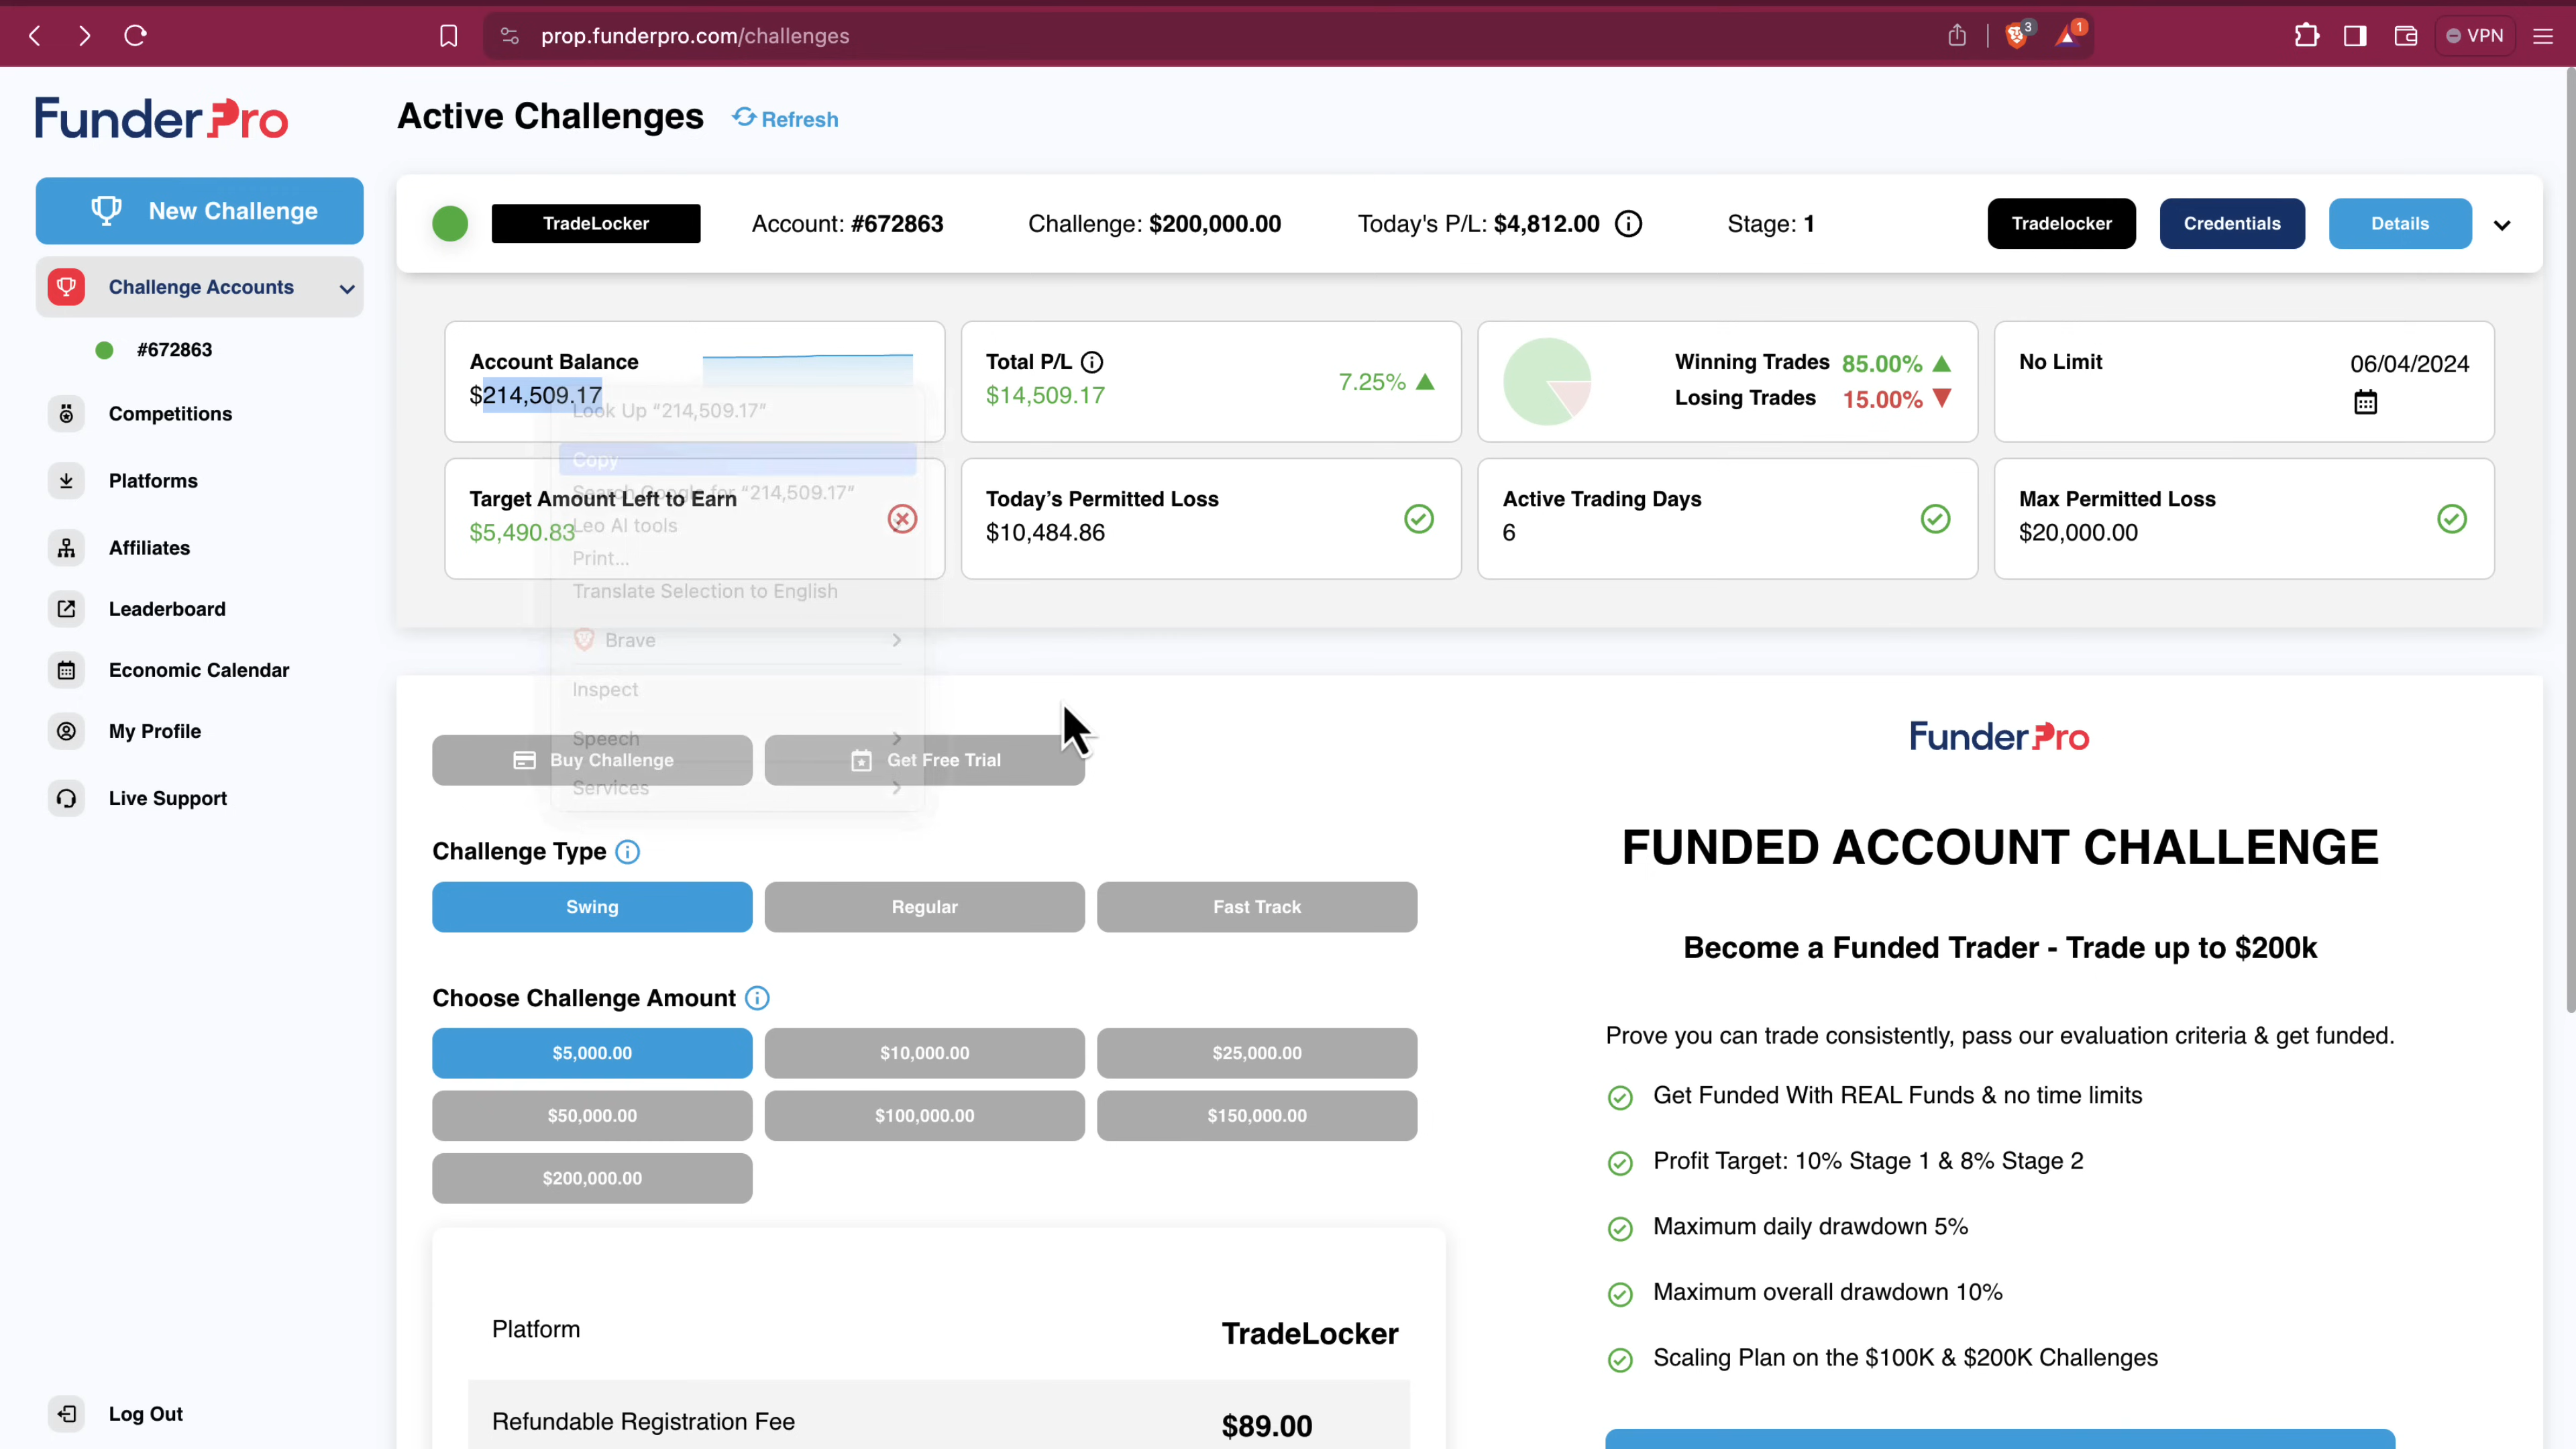 prop.funderpro.com/challenges
3
1
VPN
FunderPro
Active Challenges
Refresh
New Challenge
TradeLocker
Account: #672863
Challenge: $200,000.00
Today's P/L: $4,812.00
Stage: 1
Tradelocker
Credentials
Details
Challenge Accounts
#672863
Competitions
Platforms
Affiliates
Leaderboard
Economic Calendar
My Profile
Live Support
Log Out
Account Balance
$214,509.17
Total P/L
$14,509.17
7.25%
Winning Trades 85.00%
Losing Trades 15.00%
No Limit
06/04/2024
Target Amount Left to Earn
$5,490.83
Today's Permitted Loss
$10,484.86
Active Trading Days
6
Max Permitted Loss
$20,000.00
Look Up "214,509.17"
Copy
Search Google for "214,509.17"
Leo AI tools
Print...
Translate Selection to English
Brave
Inspect
Speech
Services
Buy Challenge
Get Free Trial
Challenge Type
Swing
Regular
Fast Track
Choose Challenge Amount
$5,000.00
$10,000.00
$25,000.00
$50,000.00
$100,000.00
$150,000.00
$200,000.00
Platform
TradeLocker
Refundable Registration Fee
$89.00
FunderPro
FUNDED ACCOUNT CHALLENGE
Become a Funded Trader - Trade up to $200k
Prove you can trade consistently, pass our evaluation criteria & get funded.
Get Funded With REAL Funds & no time limits
Profit Target: 10% Stage 1 & 8% Stage 2
Maximum daily drawdown 5%
Maximum overall drawdown 10%
Scaling Plan on the $100K & $200K Challenges